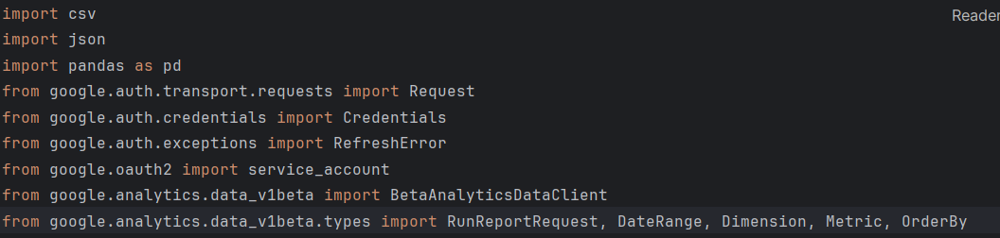 import csv
Reader
import json
import pandas as pd
from google.auth.transport.requests import Request
from google.auth.credentials import Credentials
from google.auth.exceptions import RefreshError
from google.oauth2 import service_account
from google.analytics.data_v1beta import BetaAnalyticsDataClient
from google.analytics.data_v1beta.types import RunReportRequest, DateRange, Dimension, Metric, OrderBy